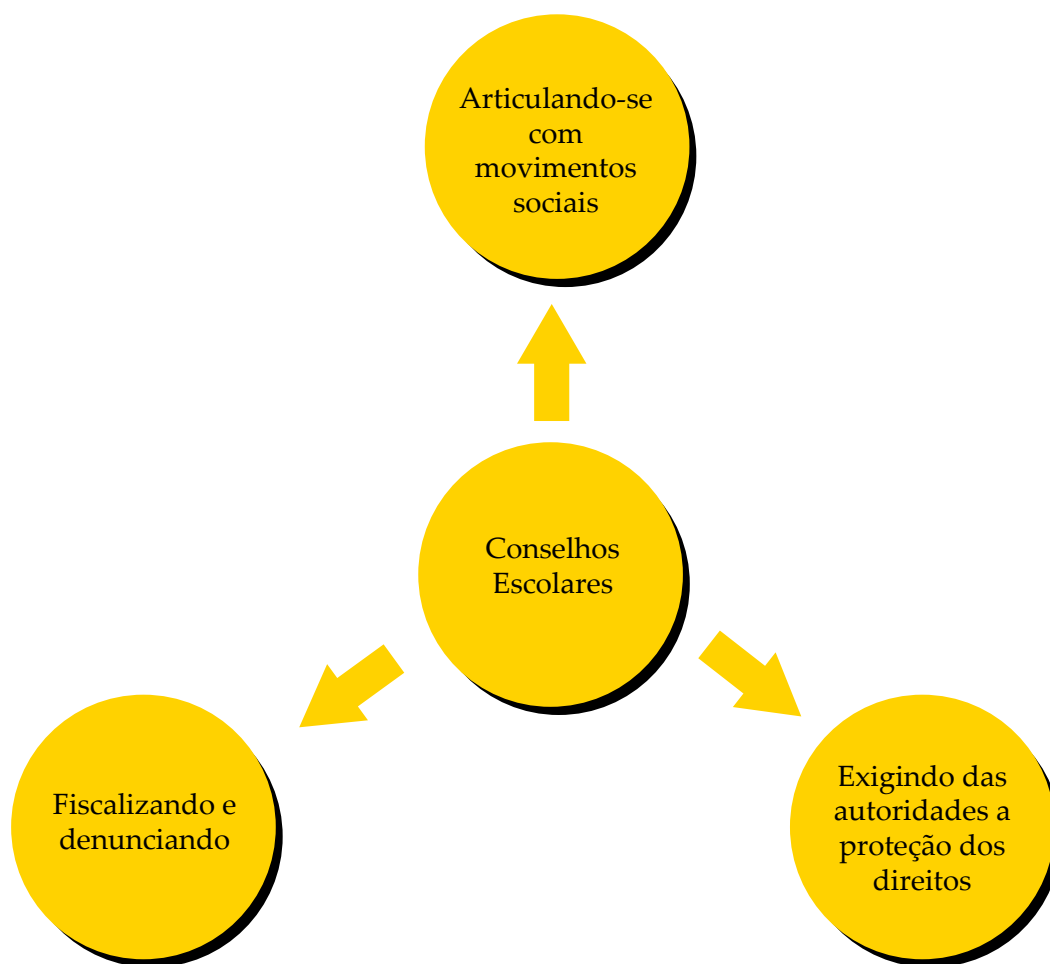 Articulando-se
com
movimentos
sociais
Conselhos
Escolares
Fiscalizando e
denunciando
Exigindo das
autoridades a
proteção dos
direitos